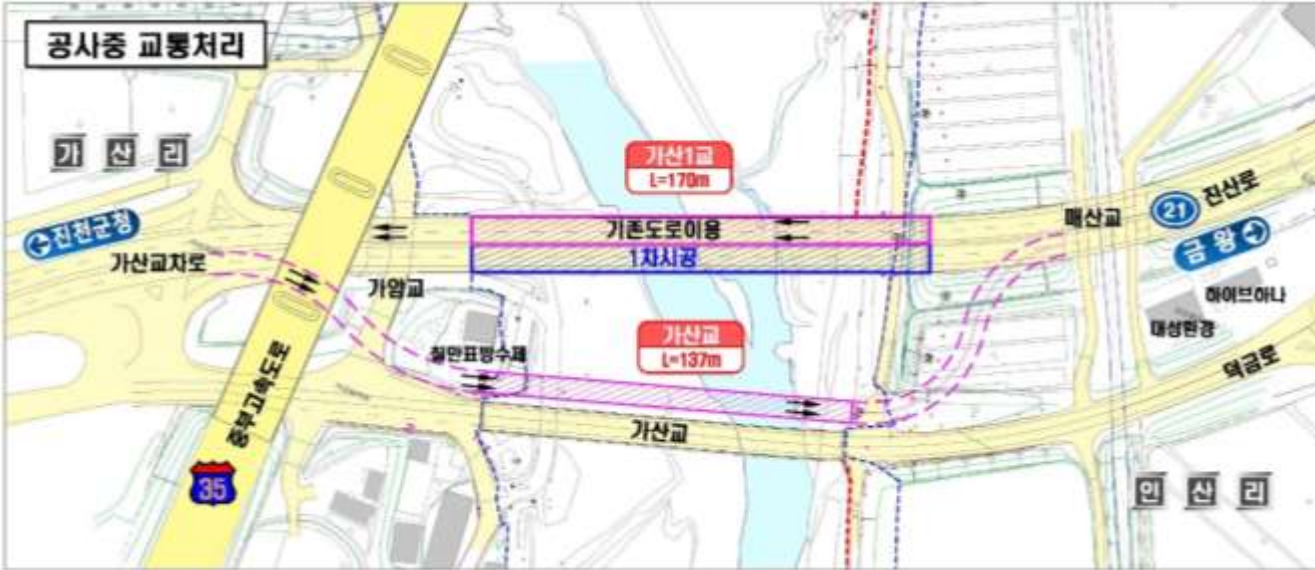 공사중 교통처리
가 산 리
가산1교
L=170m
진천군청
기존도로이용
매산교
21
진산로
금 왕
가산교차로
1차시공
가암교
하이브하나
대성환경
가산교
L=137m
칠만표방수제
덕금로
중부고속도로
가산교
35
인 산 리